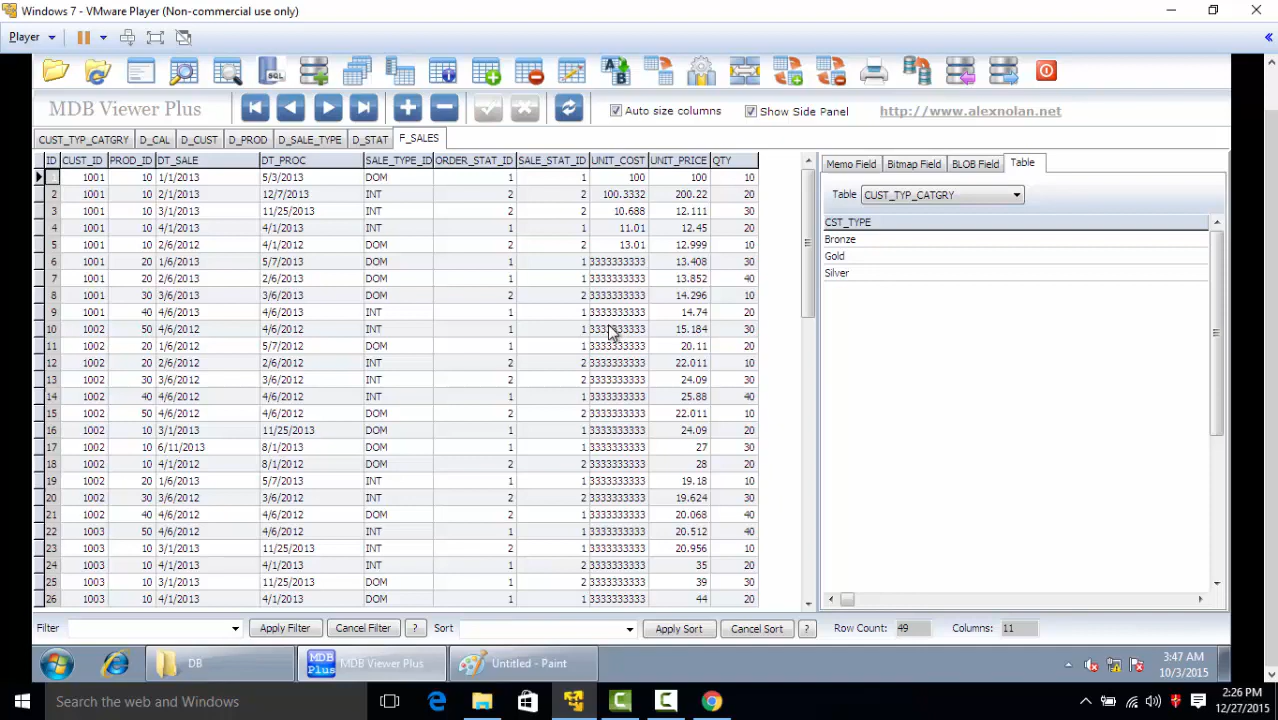 Windows 7 - VMware Player (Non-commercial use only)
Player
SQL
MDB Viewer Plus
Auto size columns
Show Side Panel
http://www.alexnolan.net
CUST_TYP_CATGRY D_CAL D_CUST D_PROD D_SALE_TYPE D_STAT F_SALES
ID CUST_ID PROD_ID DT_SALE DT_PROC SALE_TYPE_ID ORDER_STAT_ID SALE_STAT_ID UNIT_COST UNIT_PRICE QTY
1 1001 10 1/1/2013 5/3/2013 DOM 1 1 100 100 10
2 1001 10 2/1/2013 12/7/2013 INT 2 2 100.3332 200.22 20
3 1001 10 3/1/2013 11/25/2013 INT 2 2 10.688 12.111 30
4 1001 10 4/1/2013 4/1/2013 INT 1 1 11.01 12.45 20
5 1001 10 2/6/2012 4/1/2012 DOM 2 2 13.01 12.999 10
6 1001 20 1/6/2013 5/7/2013 DOM 1 1 3333333333 13.408 30
7 1001 20 2/6/2013 2/6/2013 DOM 1 1 3333333333 13.852 40
8 1001 30 3/6/2013 3/6/2013 DOM 2 2 3333333333 14.296 10
9 1001 40 4/6/2013 4/6/2013 INT 1 1 3333333333 14.74 20
10 1002 50 4/6/2012 4/6/2012 INT 1 1 3333333333 15.184 30
11 1002 20 1/6/2012 5/7/2012 DOM 1 1 3333333333 20.11 20
12 1002 20 2/6/2012 2/6/2012 INT 2 2 3333333333 22.011 10
13 1002 30 3/6/2012 3/6/2012 INT 2 2 3333333333 24.09 30
14 1002 40 4/6/2012 4/6/2012 INT 1 1 3333333333 25.88 40
15 1002 50 4/6/2012 4/6/2012 DOM 2 2 3333333333 22.011 10
16 1002 10 3/1/2013 11/25/2013 DOM 1 1 3333333333 24.09 20
17 1002 10 6/11/2013 8/1/2013 DOM 1 1 3333333333 27 30
18 1002 10 4/1/2012 8/1/2012 DOM 2 2 3333333333 28 40
19 1002 20 1/6/2013 5/7/2013 INT 1 1 3333333333 19.18 10
20 1002 30 3/6/2012 3/6/2012 INT 2 2 3333333333 19.624 30
21 1002 40 4/6/2012 4/6/2012 DOM 2 2 3333333333 20.068 40
22 1003 50 4/6/2012 4/6/2012 INT 1 1 3333333333 20.512 40
23 1003 10 3/1/2013 11/25/2013 INT 2 1 3333333333 20.956 10
24 1003 10 4/1/2013 4/1/2013 INT 1 2 3333333333 35 20
25 1003 10 3/1/2013 11/25/2013 DOM 1 2 3333333333 39 30
26 1003 10 4/1/2013 4/1/2013 DOM 1 1 3333333333 44 20
Memo Field Bitmap Field BLOB Field Table
Table CUST_TYP_CATGRY
CST_TYPE
Bronze
Gold
Silver
Filter Apply Filter Cancel Filter ? Sort Apply Sort Cancel Sort ? Row Count: 49 Columns: 11
DB
MDB Plus MDB Viewer Plus
Untitled - Paint
3:47 AM
10/3/2015
Search the web and Windows
2:26 PM
12/27/2015